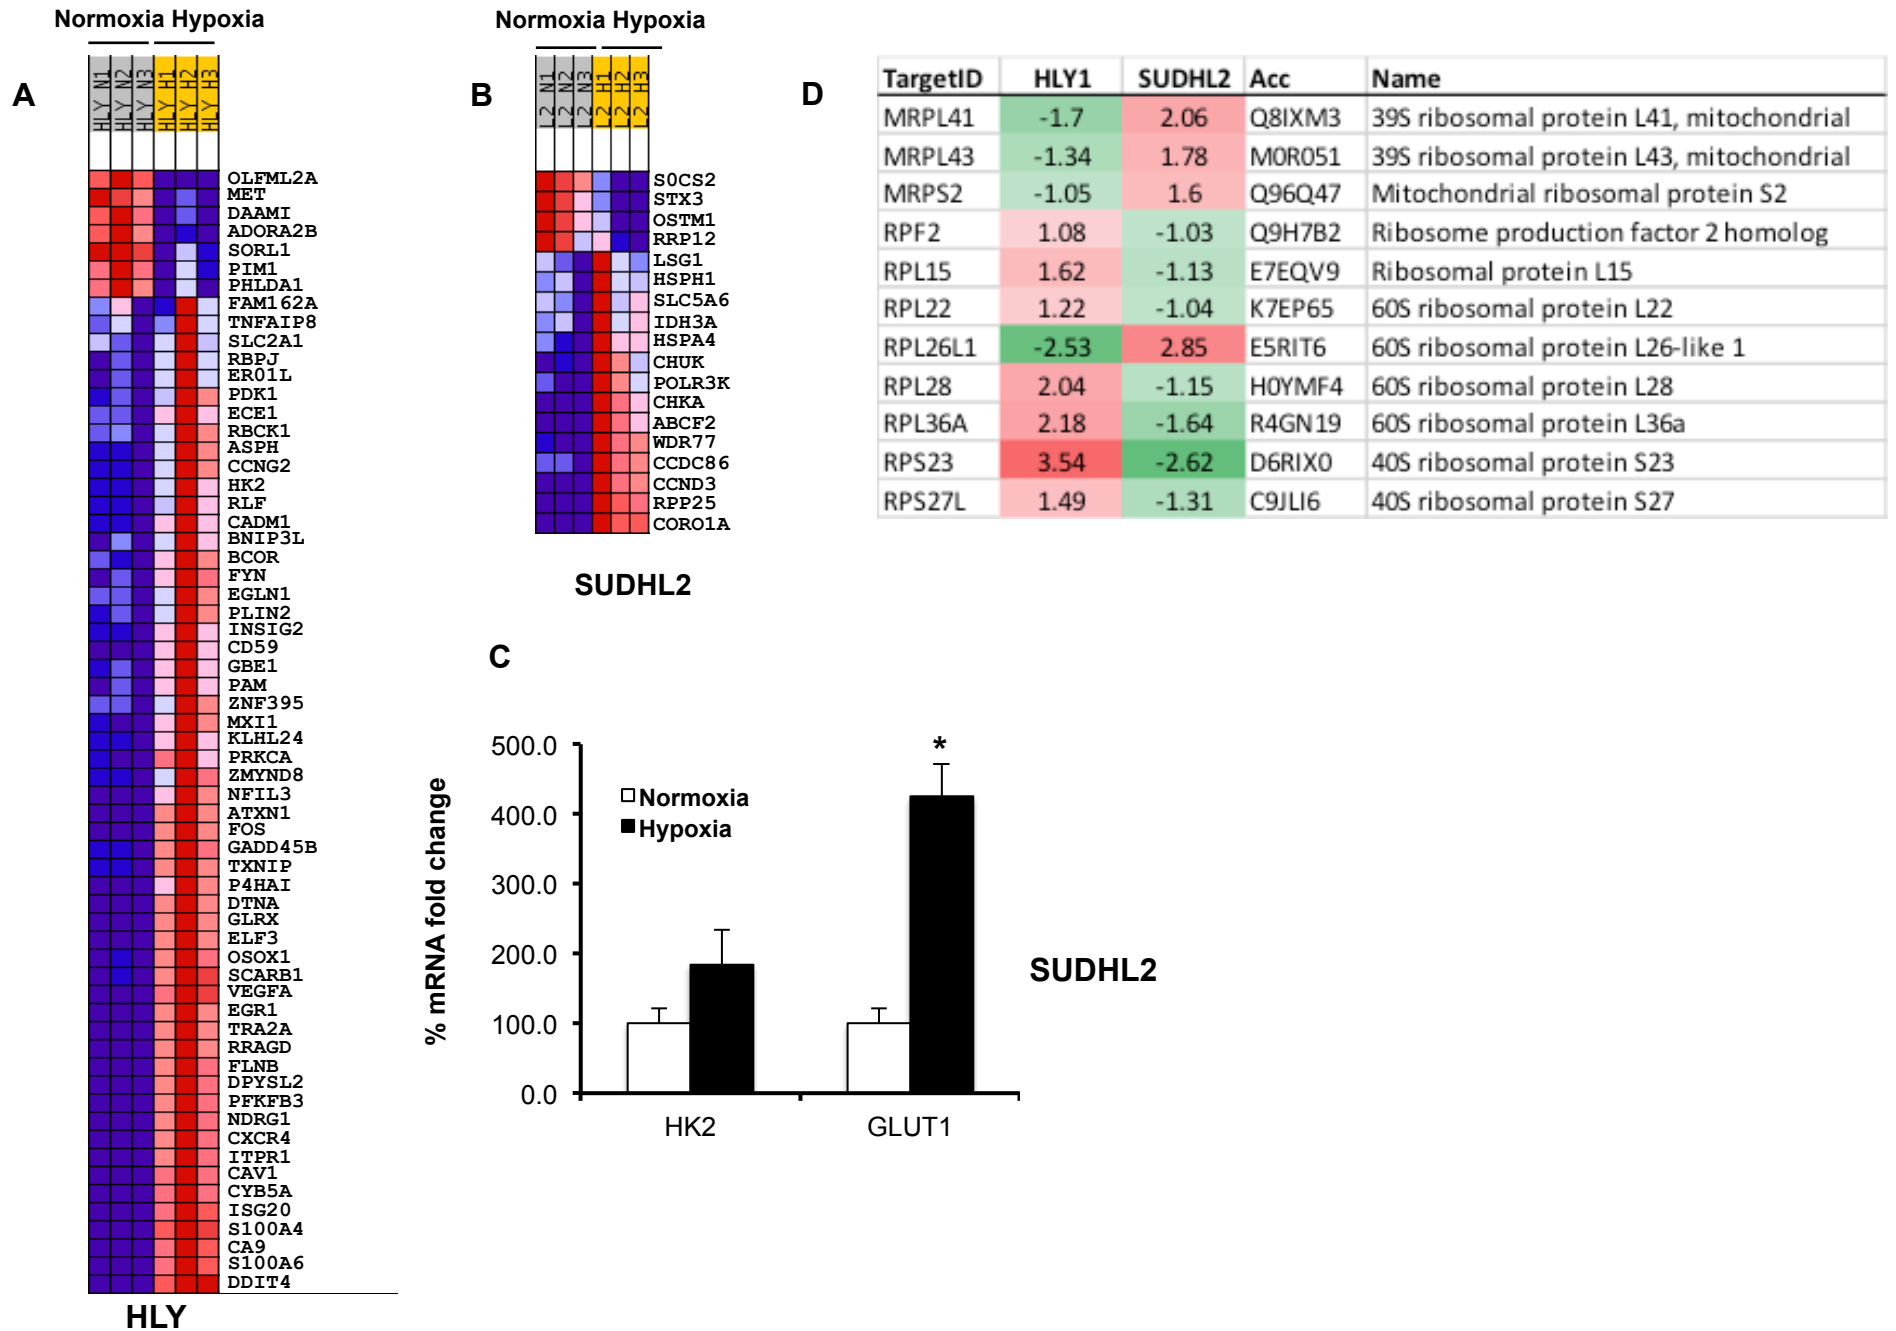 Normoxia Hypoxia
A
HLY N1
HLY N2
HLY N3
HLY H1
HLY H2
HLY H3
OLFML2A
MET
DAAMI
ADORA2B
SORL1
PIM1
PHLDA1
FAM162A
TNFAIP8
SLC2A1
RBPJ
ER01L
PDK1
ECE1
RBCK1
ASPH
CCNG2
HK2
RLF
CADM1
BNIP3L
BCOR
FYN
EGLN1
PLIN2
INSIG2
CD59
GBE1
PAM
ZNF395
MXI1
KLHL24
PRKCA
ZMYND8
NFIL3
ATXN1
FOS
GADD45B
TXNIP
P4HAI
DTNA
GLRX
ELF3
OSOX1
SCARB1
VEGFA
EGR1
TRA2A
RRAGD
FLNB
DPYSL2
PFKFB3
NDRG1
CXCR4
ITPR1
CAV1
CYB5A
ISG20
S100A4
CA9
S100A6
DDIT4
HLY
Normoxia Hypoxia
B
L2 N1
L2 N2
L2 N3
L2 H1
L2 H2
L2 H3
S0CS2
STX3
OSTM1
RRP12
LSG1
HSPH1
SLC5A6
IDH3A
HSPA4
CHUK
POLR3K
CHKA
ABCF2
WDR77
CCDC86
CCND3
RPP25
CORO1A
SUDHL2
C
% mRNA fold change
500.0
400.0
300.0
200.0
100.0
0.0
Normoxia
Hypoxia
*
HK2 GLUT1
SUDHL2
D
TargetID HLY1 SUDHL2 Acc Name
MRPL41 -1.7 2.06 Q8IXM3 39S ribosomal protein L41, mitochondrial
MRPL43 -1.34 1.78 M0R051 39S ribosomal protein L43, mitochondrial
MRPS2 -1.05 1.6 Q96Q47 Mitochondrial ribosomal protein S2
RPF2 1.08 -1.03 Q9H7B2 Ribosome production factor 2 homolog
RPL15 1.62 -1.13 E7EQV9 Ribosomal protein L15
RPL22 1.22 -1.04 K7EP65 60S ribosomal protein L22
RPL26L1 -2.53 2.85 E5RIT6 60S ribosomal protein L26-like 1
RPL28 2.04 -1.15 H0YMF4 60S ribosomal protein L28
RPL36A 2.18 -1.64 R4GN19 60S ribosomal protein L36a
RPS23 3.54 -2.62 D6RIX0 40S ribosomal protein S23
RPS27L 1.49 -1.31 C9JLI6 40S ribosomal protein S27